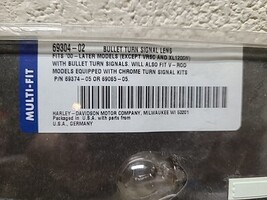 69304-02 BULLET TURN SIGNAL LENS
FITS '00-LATER MODELS (EXCEPT VRSC AND XL1200R)
WITH BULLET TURN SIGNALS. WILL ALSO FIT V-ROD
MODELS EQUIPPED WITH CHROME TURN SIGNAL KITS
P/N 69374-05 OR 69065-05.
HARLEY-DAVIDSON MOTOR COMPANY, MILWAUKEE WI 53201
Packaged in U.S.A. with parts from
U.S.A., GERMANY
MULTI-FIT